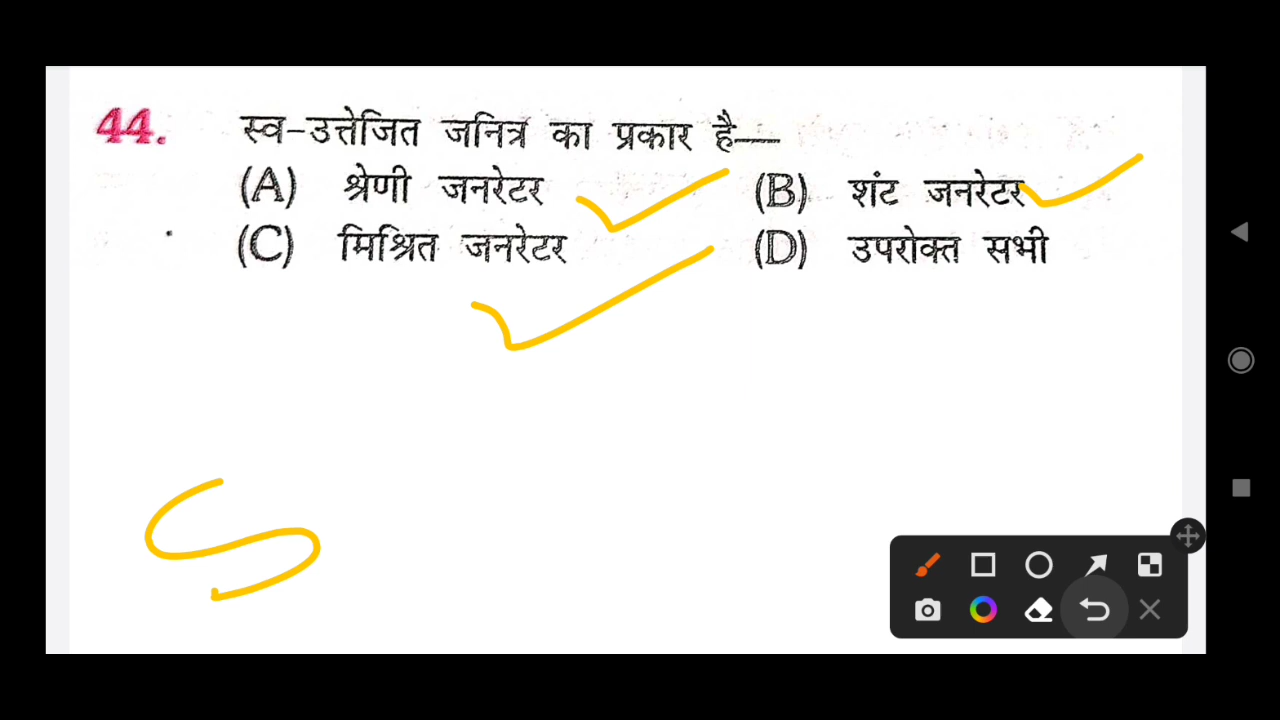 44. स्व-उत्तेजित जनित्र का प्रकार है—
(A) श्रेणी जनरेटर (B) शंट जनरेटर
(C) मिश्रित जनरेटर (D) उपरोक्त सभी
S